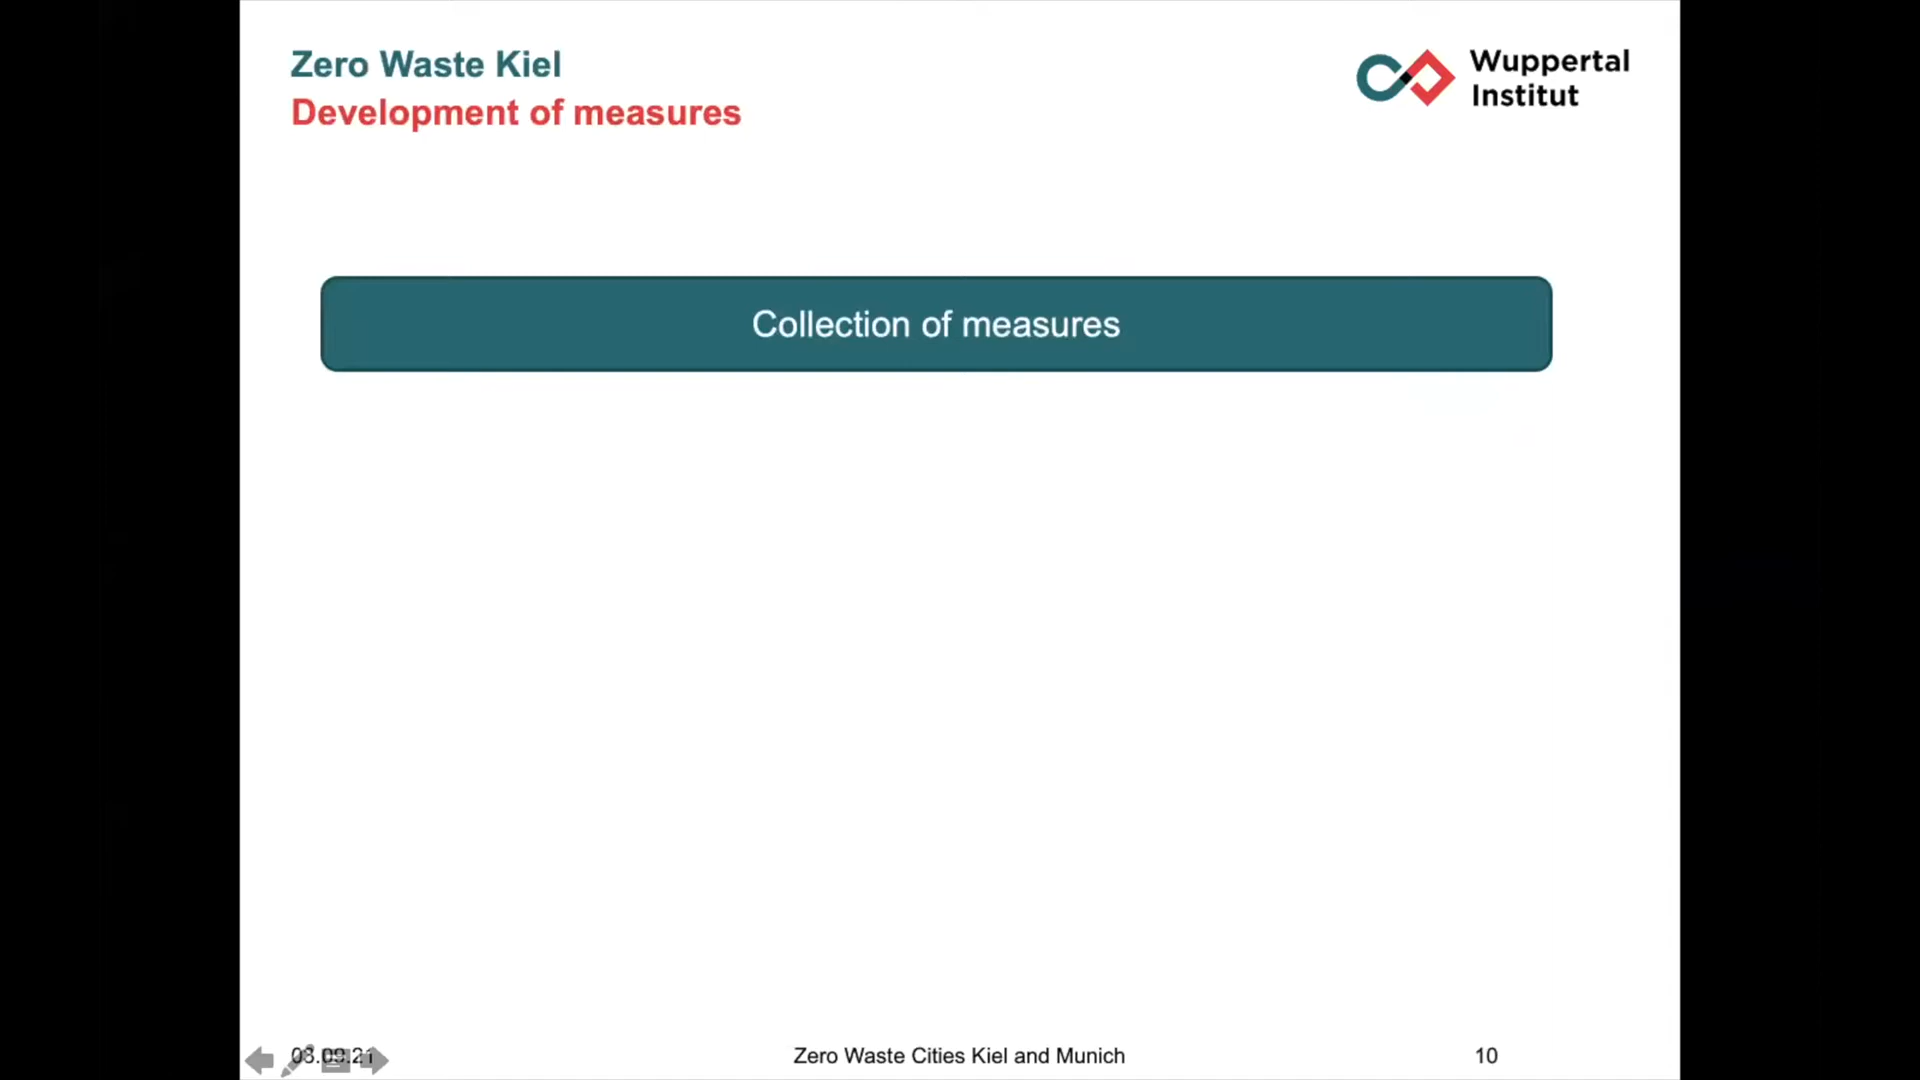 Zero Waste Kiel
Development of measures
Wuppertal
Institut
Collection of measures
Zero Waste Cities Kiel and Munich
10